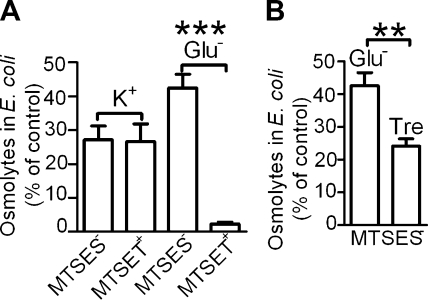 A
Osmolytes in E. coli
(% of control)
50
40
30
20
10
0
K+
***
Glu-
MTSES-
MTSET+
MTSES-
MTSET+
B
Osmolytes in E. coli
(% of control)
50
40
30
20
10
0
**
Glu-
Tre
MTSES-